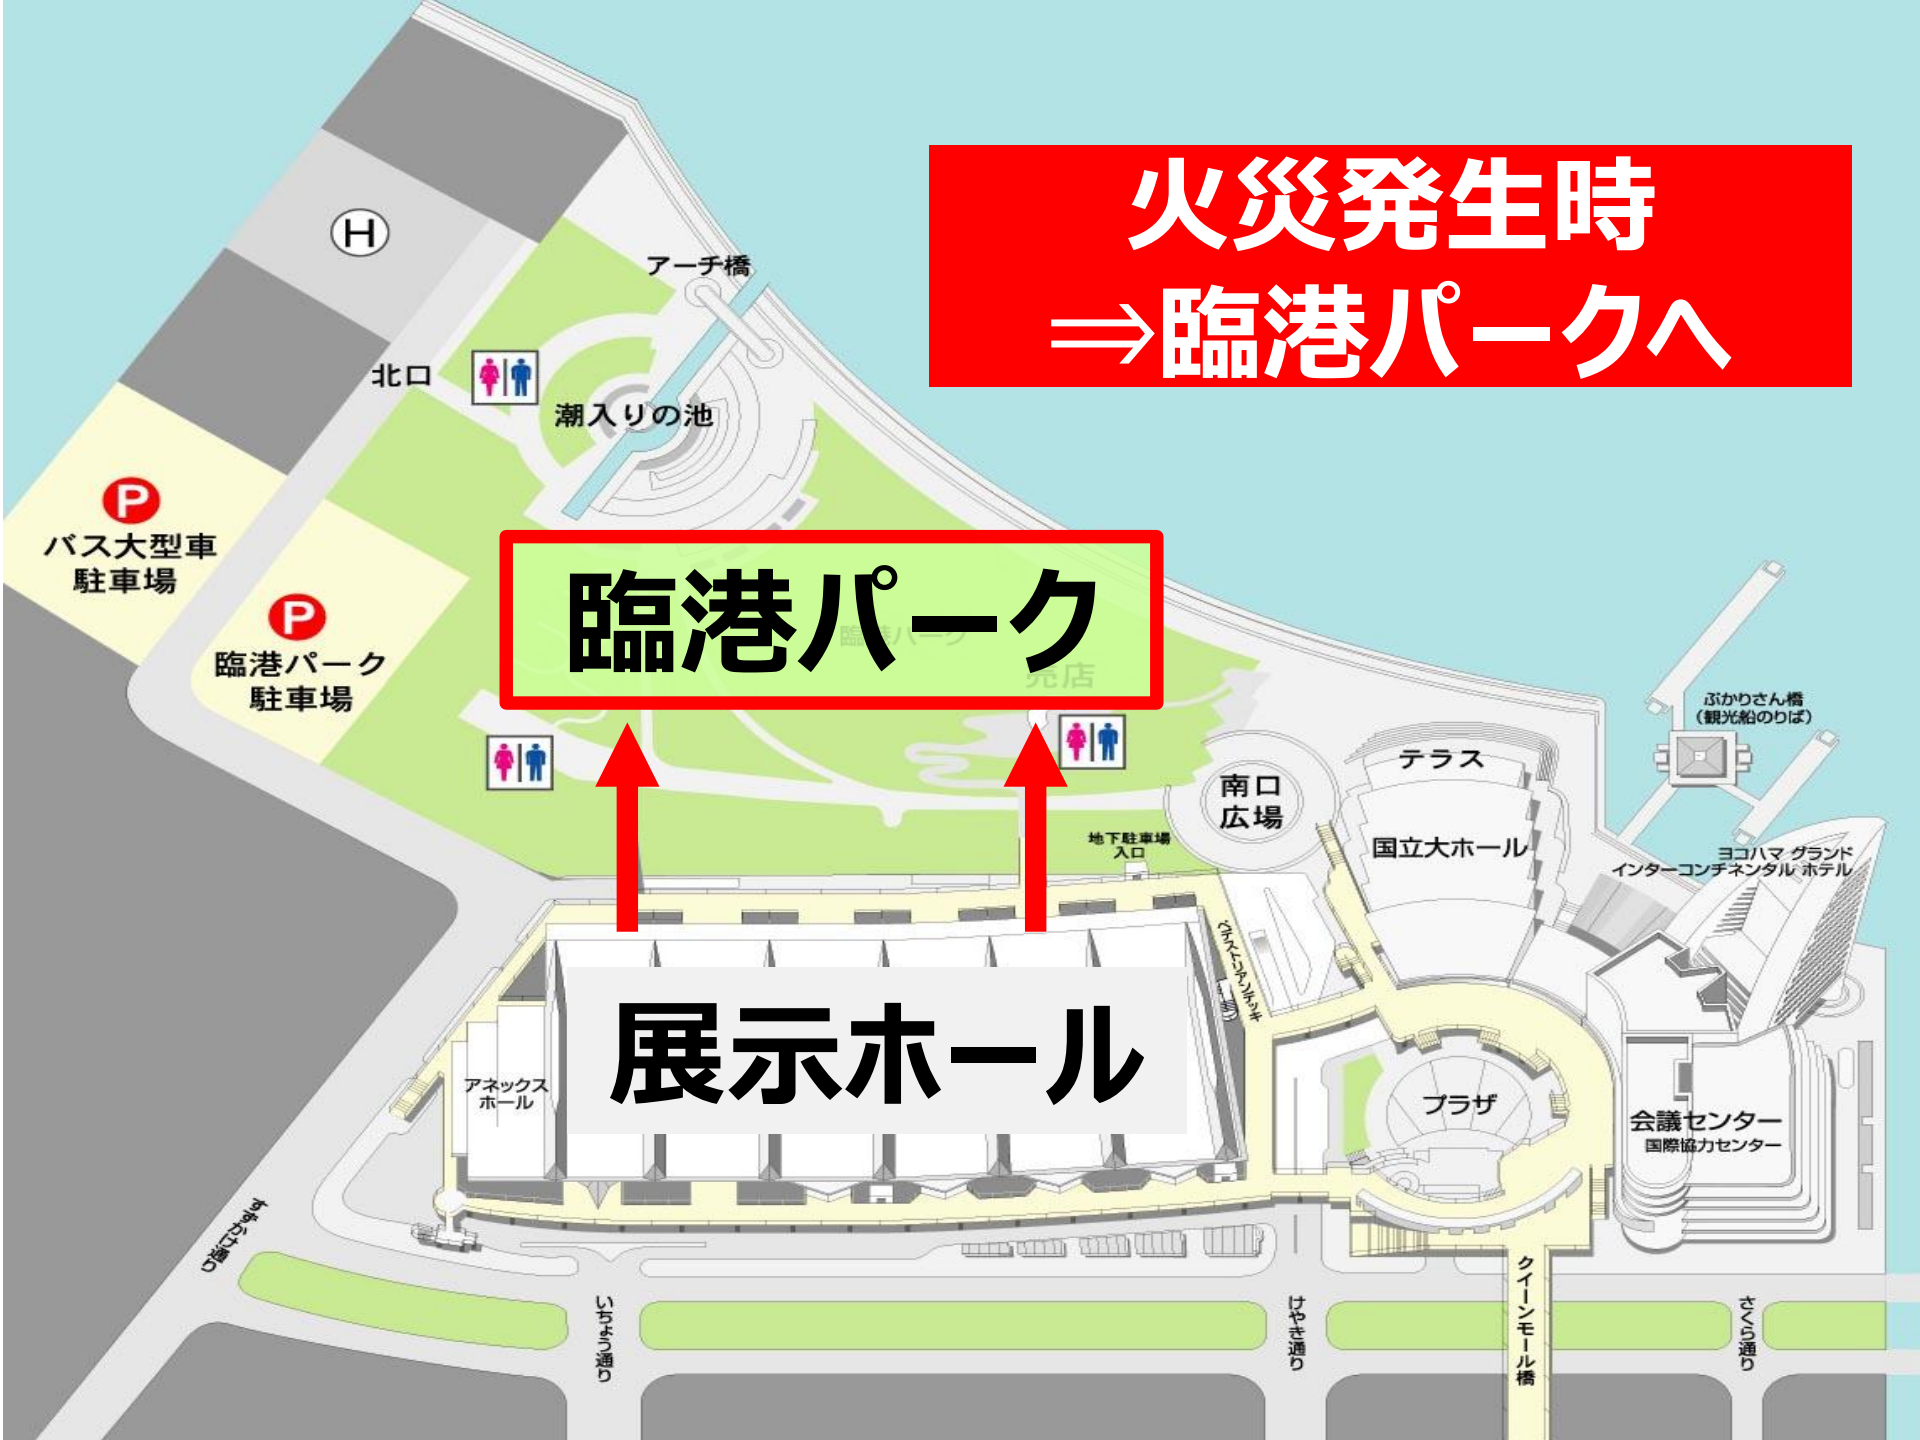 火災発生時
⇒臨港パークへ
H
アーチ橋
北口
潮入りの池
P
バス大型車
駐車場
P
臨港パーク
駐車場
臨港パーク
臨港パーク
売店
ぶかりさん橋
(観光船のりば)
テラス
南口
広場
国立大ホール
地下駐車場
入口
ヨコハマ グランド
インターコンチネンタル ホテル
ペデストリアンデッキ
展示ホール
アネックス
ホール
プラザ
会議センター
国際協力センター
すずかけ通り
いちょう通り
けやき通り
クイーンモール橋
さくら通り